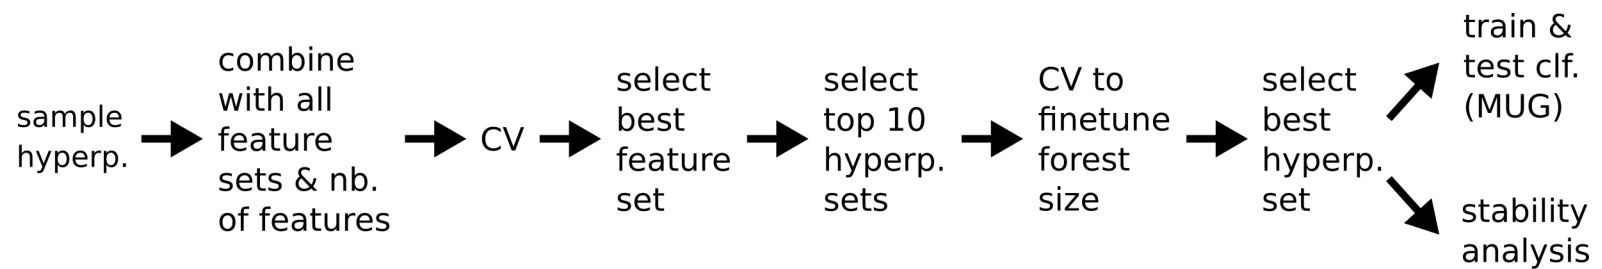 sample
hyperp.
combine
with all
feature
sets & nb.
of features
CV
select
best
feature
set
select
top 10
hyperp.
sets
CV to
finetune
forest
size
select
best
hyperp.
set
train &
test clf.
(MUG)
stability
analysis